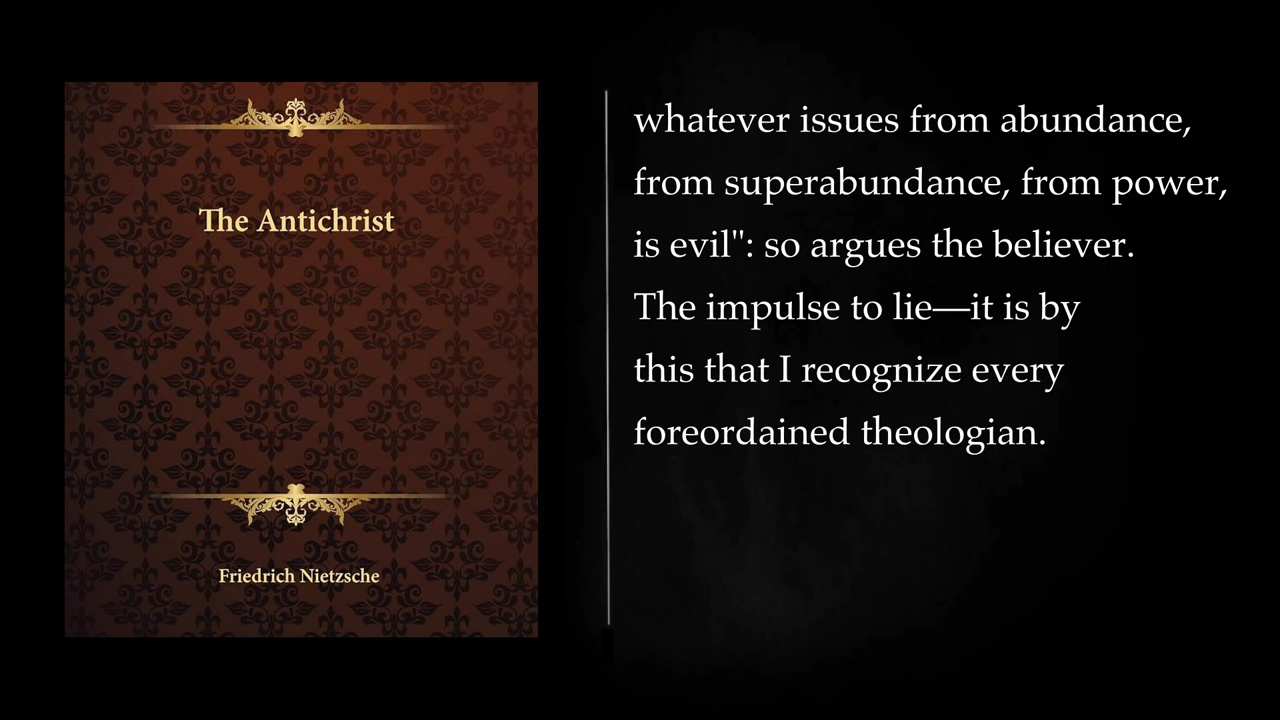 The Antichrist
Friedrich Nietzsche
whatever issues from abundance,
from superabundance, from power,
is evil": so argues the believer.
The impulse to lie—it is by
this that I recognize every
foreordained theologian.